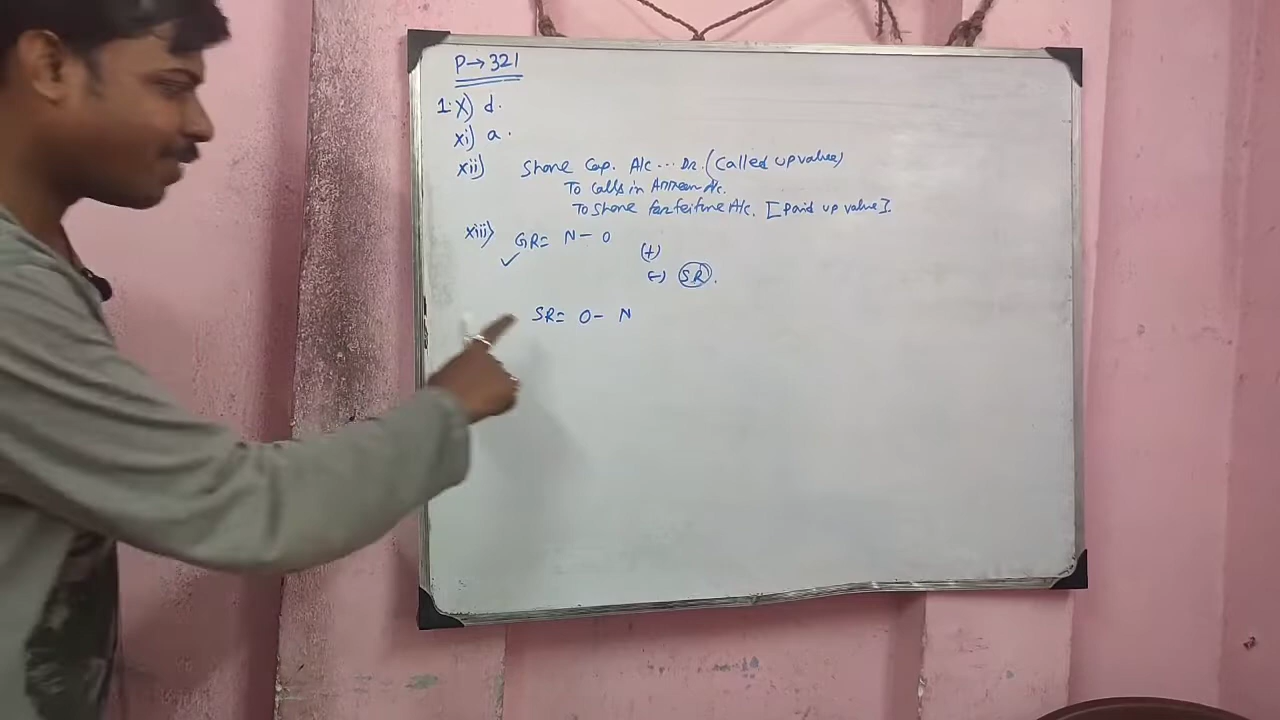 P→321
1.x) d.
xi) a.
xii) Share Cap. A/c ... Dr. (Called up value)
To Calls in Arrear A/c.
To Share forfeiture A/c. [Paid up value].
xiii) GR= N - O
(+)
(-) SR.
SR= O - N